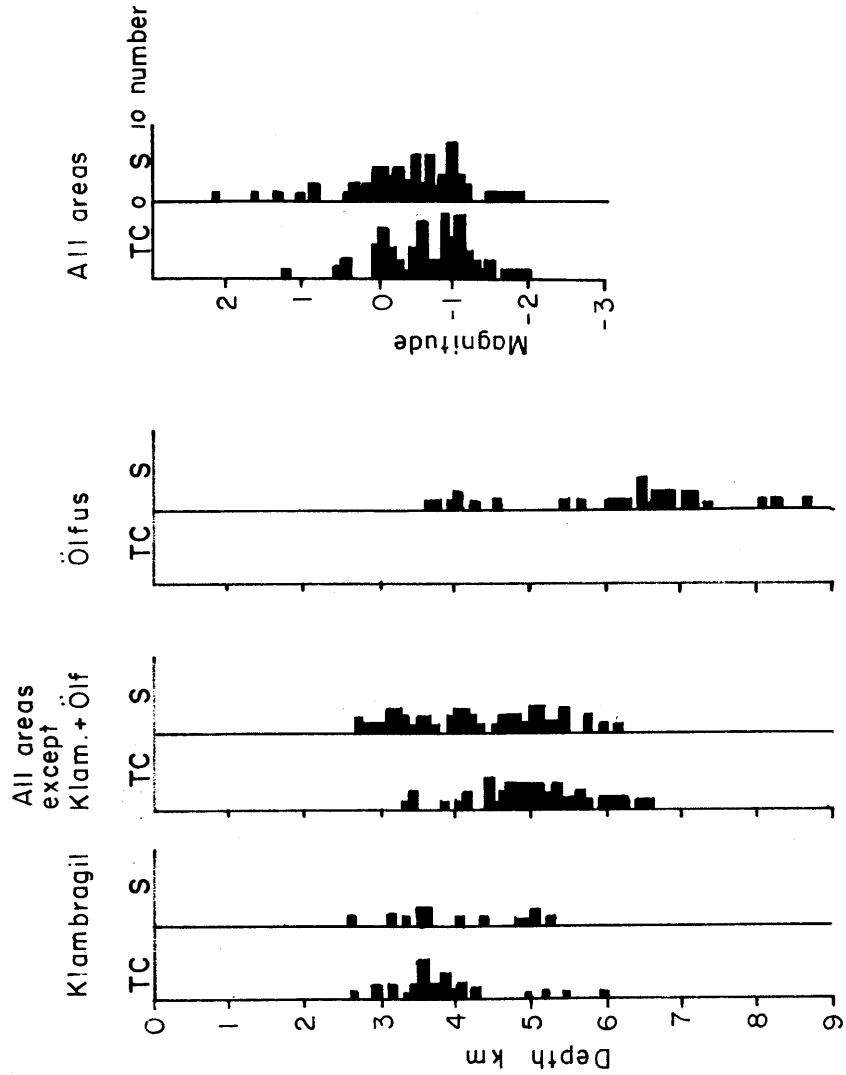 All areas
TC 0 S 10 number
2 1 0 -1 -2 -3
Magnitude
Ölfus
TC S
All areas
except
Klam. + Ölf
TC S
Klambragil
TC S
0 1 2 3 4 5 6 7 8 9
Depth km